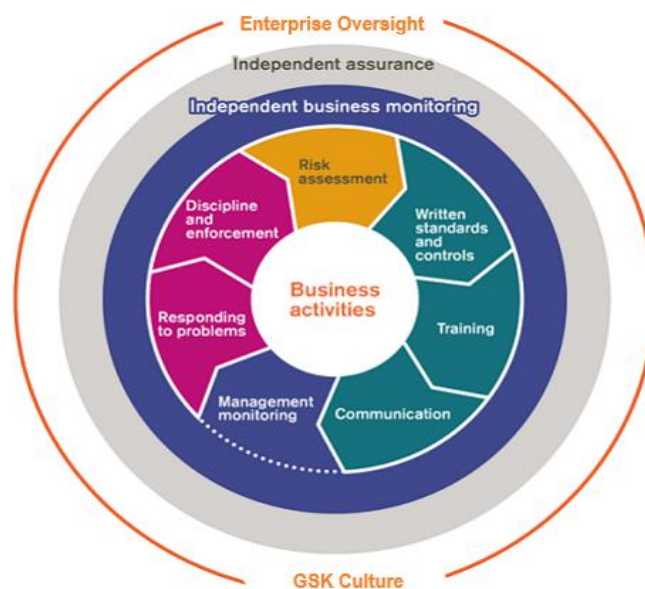 Enterprise Oversight
Independent assurance
Independent business monitoring
Risk
assessment
Written
standards
and
controls
Training
Communication
Management
monitoring
Responding
to problems
Discipline
and
enforcement
Business
activities
GSK Culture